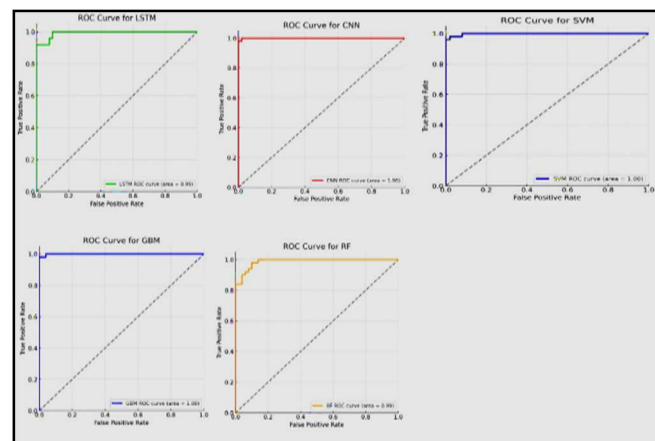 ROC Curve for LSTM
True Positive Rate
1.0
0.8
0.6
0.4
0.2
0.0
LSTM ROC curve (area = 0.99)
0.0 0.2 0.4 0.6 0.8 1.0
False Positive Rate
ROC Curve for CNN
True Positive Rate
1.0
0.8
0.6
0.4
0.2
0.0
CNN ROC curve (area = 1.00)
0.0 0.2 0.4 0.6 0.8 1.0
False Positive Rate
ROC Curve for SVM
True Positive Rate
1.0
0.8
0.6
0.4
0.2
0.0
SVM ROC curve (area = 1.00)
0.0 0.2 0.4 0.6 0.8 1.0
False Positive Rate
ROC Curve for GBM
True Positive Rate
1.0
0.8
0.6
0.4
0.2
0.0
GBM ROC curve (area = 1.00)
0.0 0.2 0.4 0.6 0.8 1.0
False Positive Rate
ROC Curve for RF
True Positive Rate
1.0
0.8
0.6
0.4
0.2
0.0
RF ROC curve (area = 0.99)
0.0 0.2 0.4 0.6 0.8 1.0
False Positive Rate